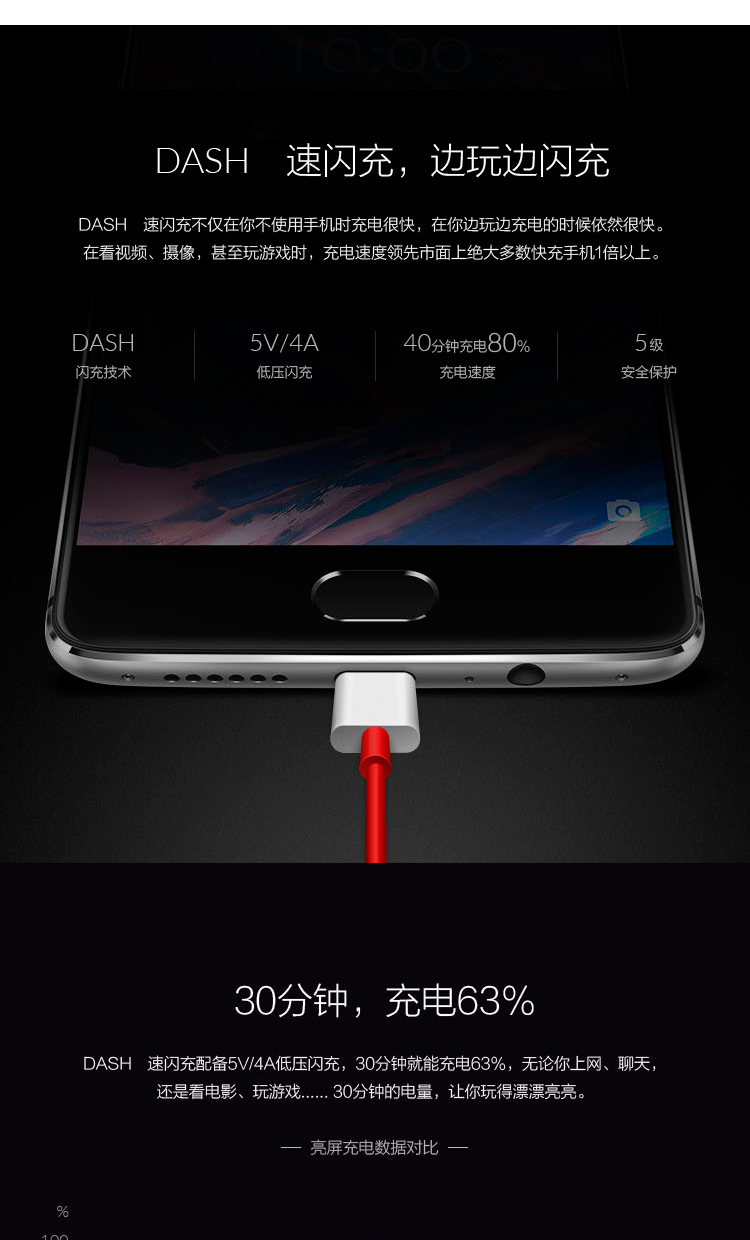 DASH 速闪充，边玩边闪充
DASH 速闪充不仅在你不使用手机时充电很快，在你边玩边充电的时候依然很快。
在看视频、摄像，甚至玩游戏时，充电速度领先市面上绝大多数快充手机1倍以上。
DASH
闪充技术
5V/4A
低压闪充
40分钟充电80%
充电速度
5级
安全保护
30分钟，充电63%
DASH 速闪充配备5V/4A低压闪充，30分钟就能充电63%，无论你上网、聊天，
还是看电影、玩游戏...... 30分钟的电量，让你玩得漂漂亮亮。
亮屏充电数据对比
%
100